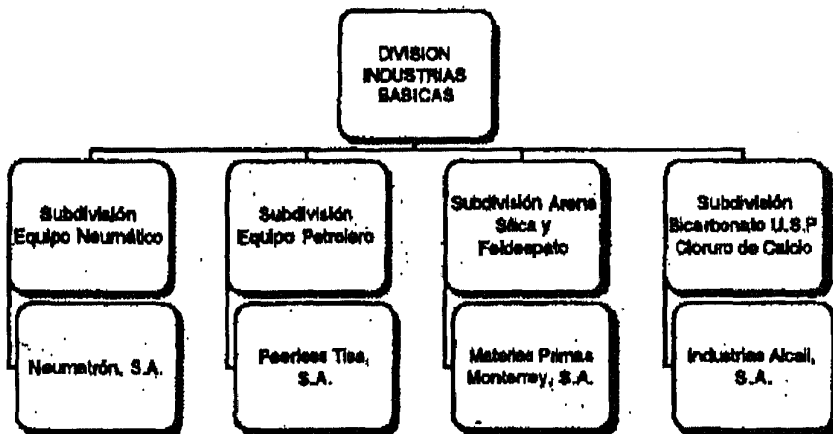 DIVISION
INDUSTRIAS
BASICAS
Subdivisión
Equipo Neumático
Subdivisión
Equipo Petrolero
Subdivisión Arena
Sílica y
Feldespato
Subdivisión
Bicarbonato U.S.P
Cloruro de Calcio
Neumatrón, S.A.
Peerless Tisa,
S.A.
Materias Primas
Monterrey, S.A.
Industrias Alcali,
S.A.